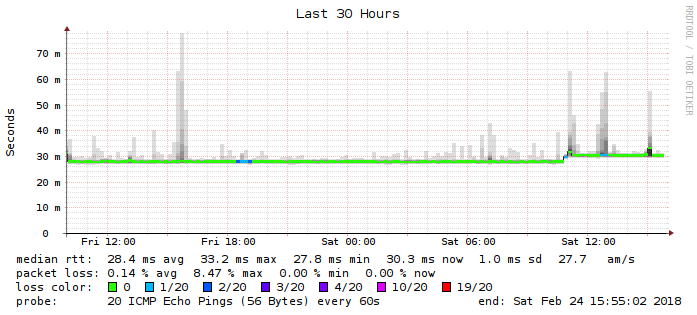 Last 30 Hours
RRDTOOL / TOBI OETIKER
Seconds
70 m
60 m
50 m
40 m
30 m
20 m
10 m
0
Fri 12:00 Fri 18:00 Sat 00:00 Sat 06:00 Sat 12:00
median rtt: 28.4 ms avg 33.2 ms max 27.8 ms min 30.3 ms now 1.0 ms sd 27.7 am/s
packet loss: 0.14 % avg 8.47 % max 0.00 % min 0.00 % now
loss color: 0 1/20 2/20 3/20 4/20 10/20 19/20
probe: 20 ICMP Echo Pings (56 Bytes) every 60s end: Sat Feb 24 15:55:02 2018